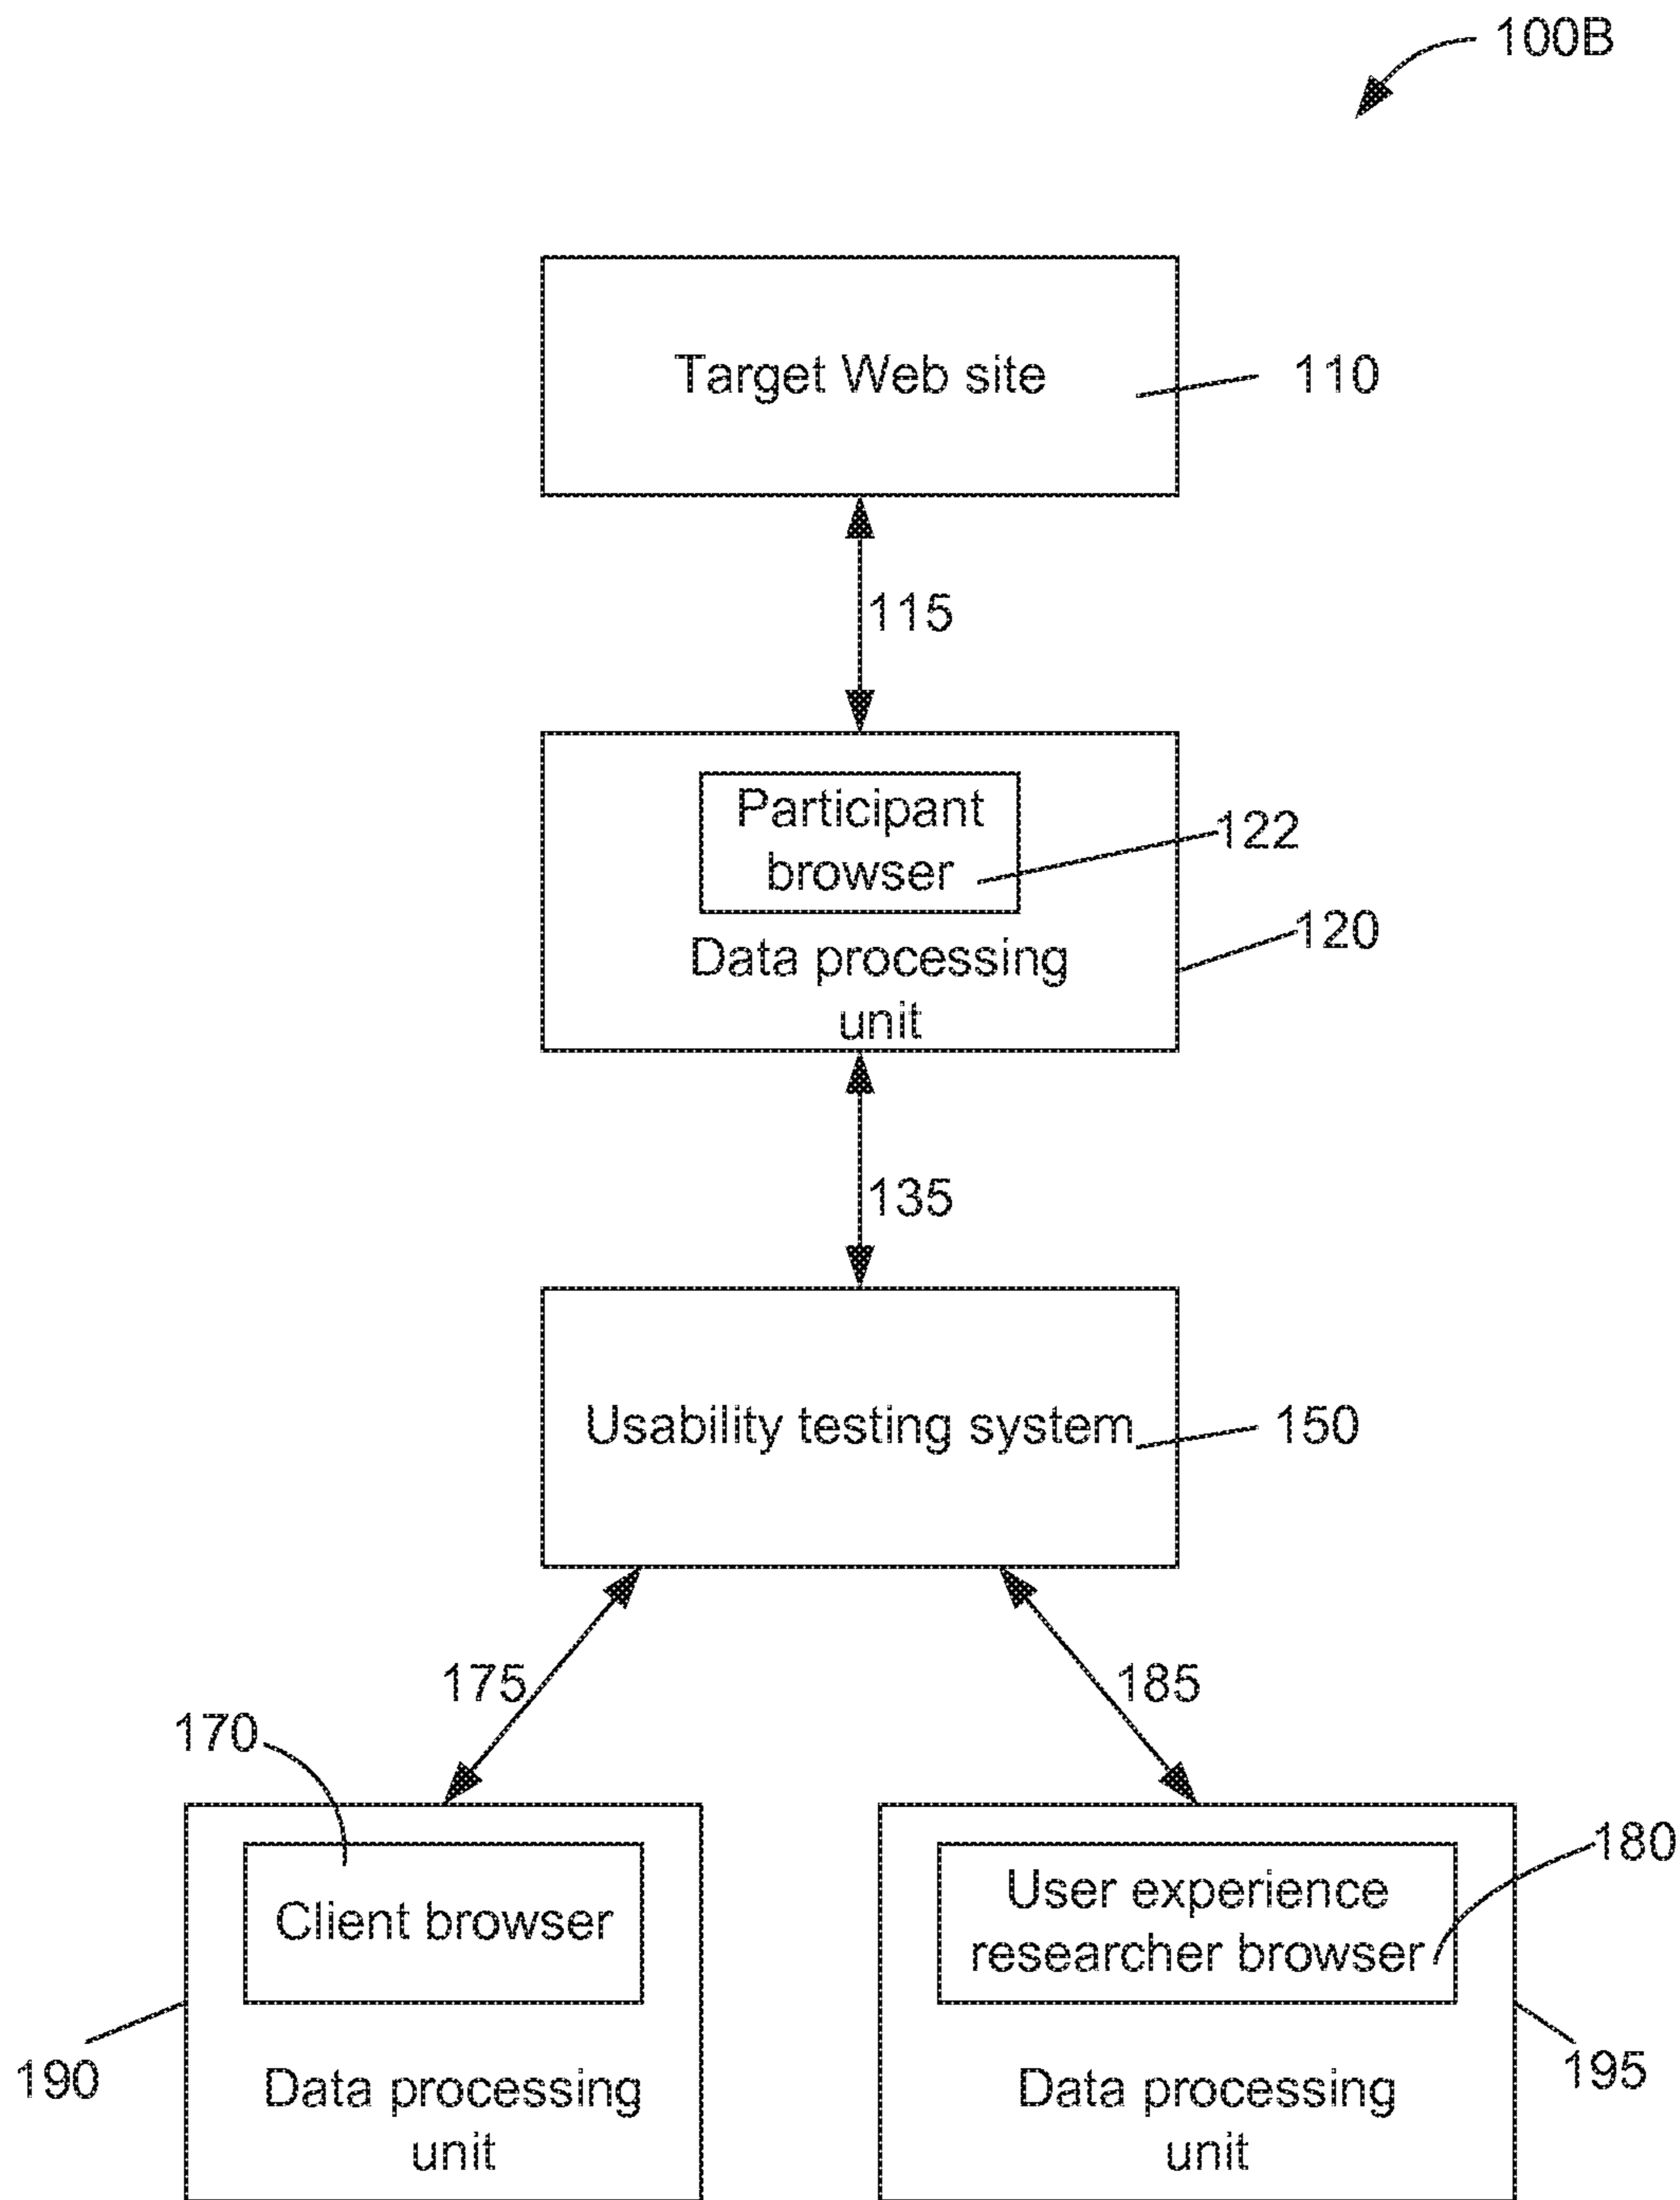 100B
Target Web site
110
115
Participant
browser
122
Data processing
unit
120
135
Usability testing system
150
175
185
170
Client browser
180
User experience
researcher browser
190
Data processing
unit
195
Data processing
unit